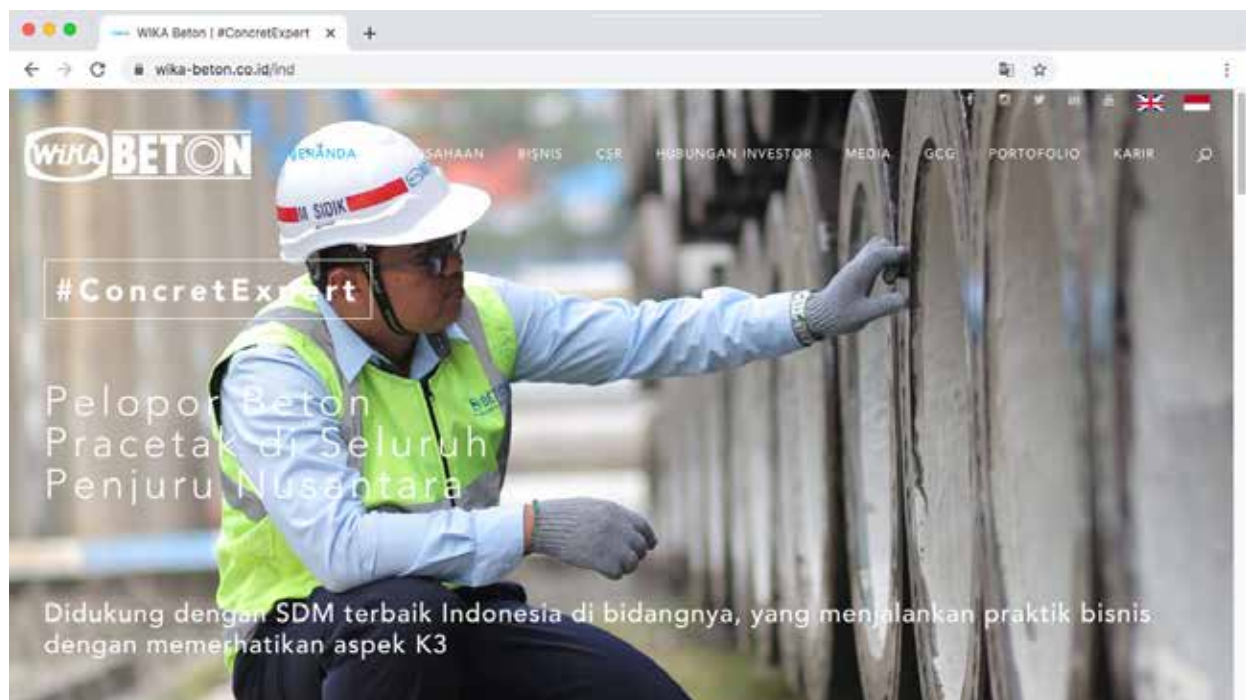 WIKA Beton | #ConcretExpert
wika-beton.co.id/ind
WIKA BETON
BERANDA PERUSAHAAN BISNIS CSR HUBUNGAN INVESTOR MEDIA GCG PORTOFOLIO KARIR
M SIDIK
#ConcretExpert
Pelopor Beton
Pracetak di Seluruh
Penjuru Nusantara
Didukung dengan SDM terbaik Indonesia di bidangnya, yang menjalankan praktik bisnis
dengan memerhatikan aspek K3